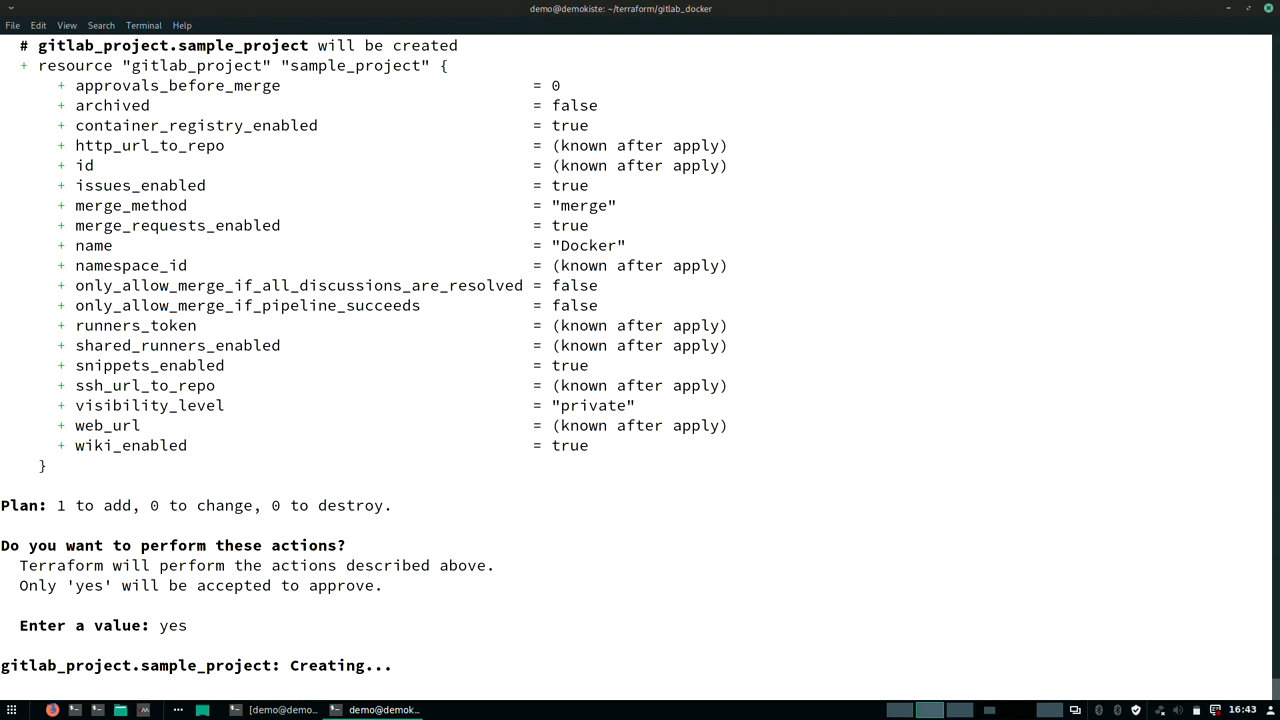 demo@demokiste: ~/terraform/gitlab_docker
File Edit View Search Terminal Help
# gitlab_project.sample_project will be created
+ resource "gitlab_project" "sample_project" {
+ approvals_before_merge = 0
+ archived = false
+ container_registry_enabled = true
+ http_url_to_repo = (known after apply)
+ id = (known after apply)
+ issues_enabled = true
+ merge_method = "merge"
+ merge_requests_enabled = true
+ name = "Docker"
+ namespace_id = (known after apply)
+ only_allow_merge_if_all_discussions_are_resolved = false
+ only_allow_merge_if_pipeline_succeeds = false
+ runners_token = (known after apply)
+ shared_runners_enabled = (known after apply)
+ snippets_enabled = true
+ ssh_url_to_repo = (known after apply)
+ visibility_level = "private"
+ web_url = (known after apply)
+ wiki_enabled = true
}
Plan: 1 to add, 0 to change, 0 to destroy.
Do you want to perform these actions?
Terraform will perform the actions described above.
Only 'yes' will be accepted to approve.
Enter a value: yes
gitlab_project.sample_project: Creating...
[demo@demo... demo@demok... 16:43